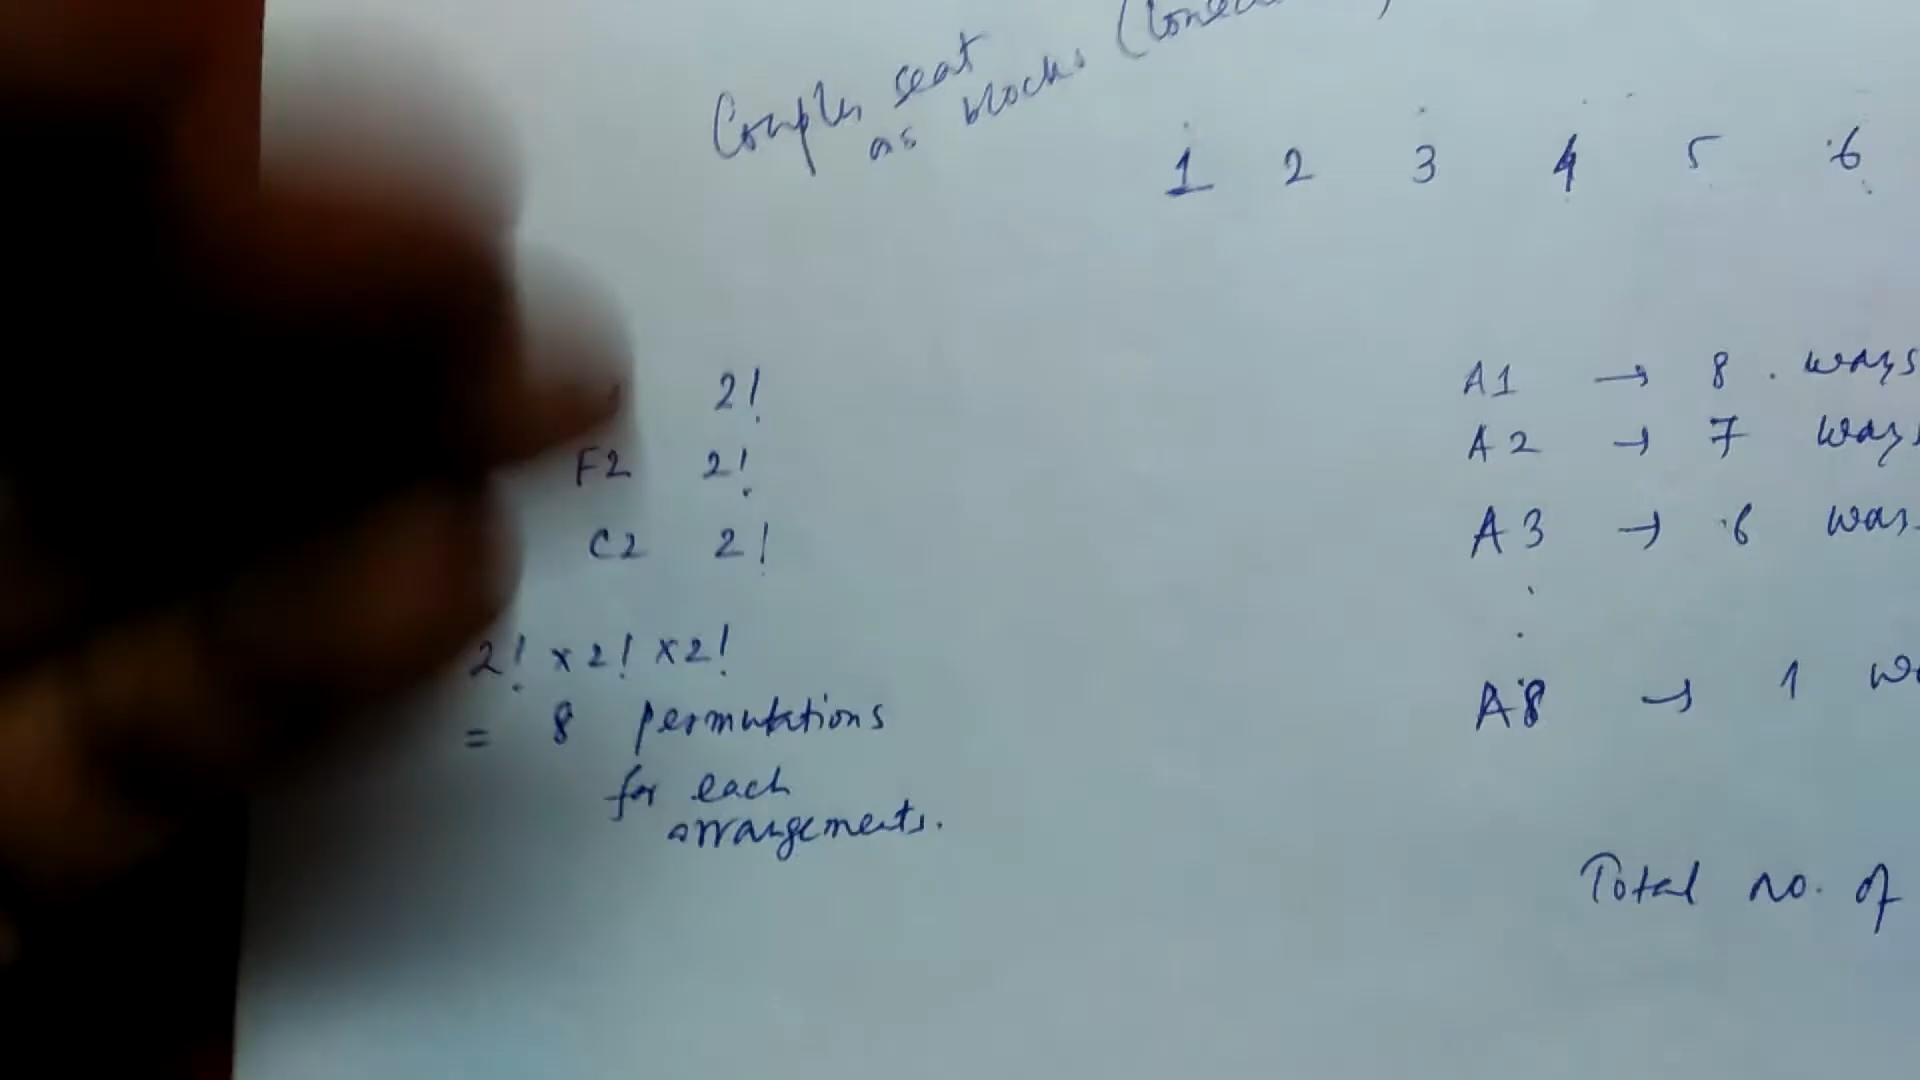 Couples seat
as blocks
1 2 3 4 5 6
2!
F2 2!
C2 2!
2! x 2! x 2!
= 8 permutations
for each
arrangements.
A1 → 8 ways
A2 → 7 ways
A3 → 6
.
.
A8 → 1
Total no. of